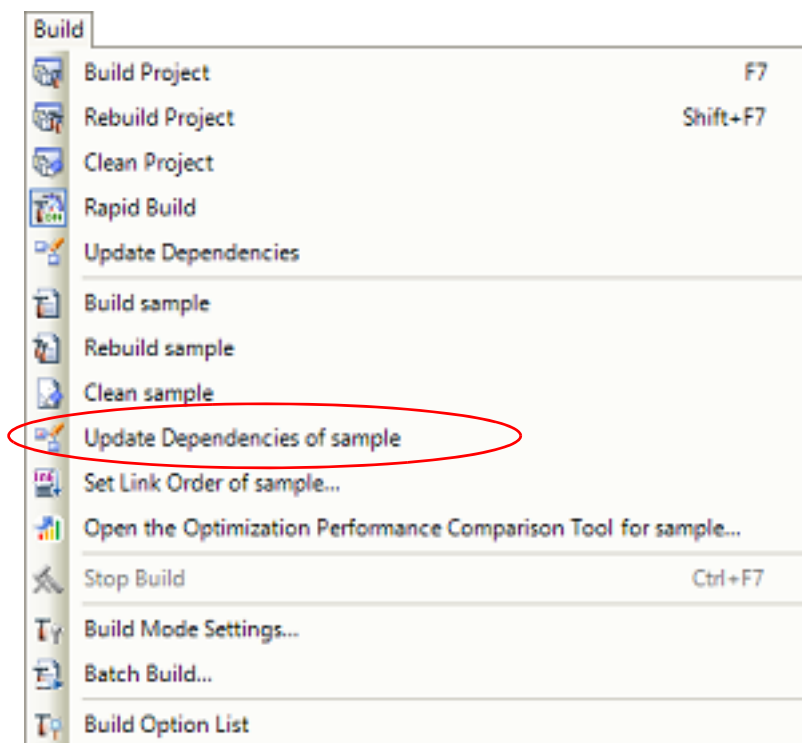 Build
Build Project F7
Rebuild Project Shift+F7
Clean Project
Rapid Build
Update Dependencies
Build sample
Rebuild sample
Clean sample
Update Dependencies of sample
Set Link Order of sample...
Open the Optimization Performance Comparison Tool for sample...
Stop Build Ctrl+F7
Build Mode Settings...
Batch Build...
Build Option List